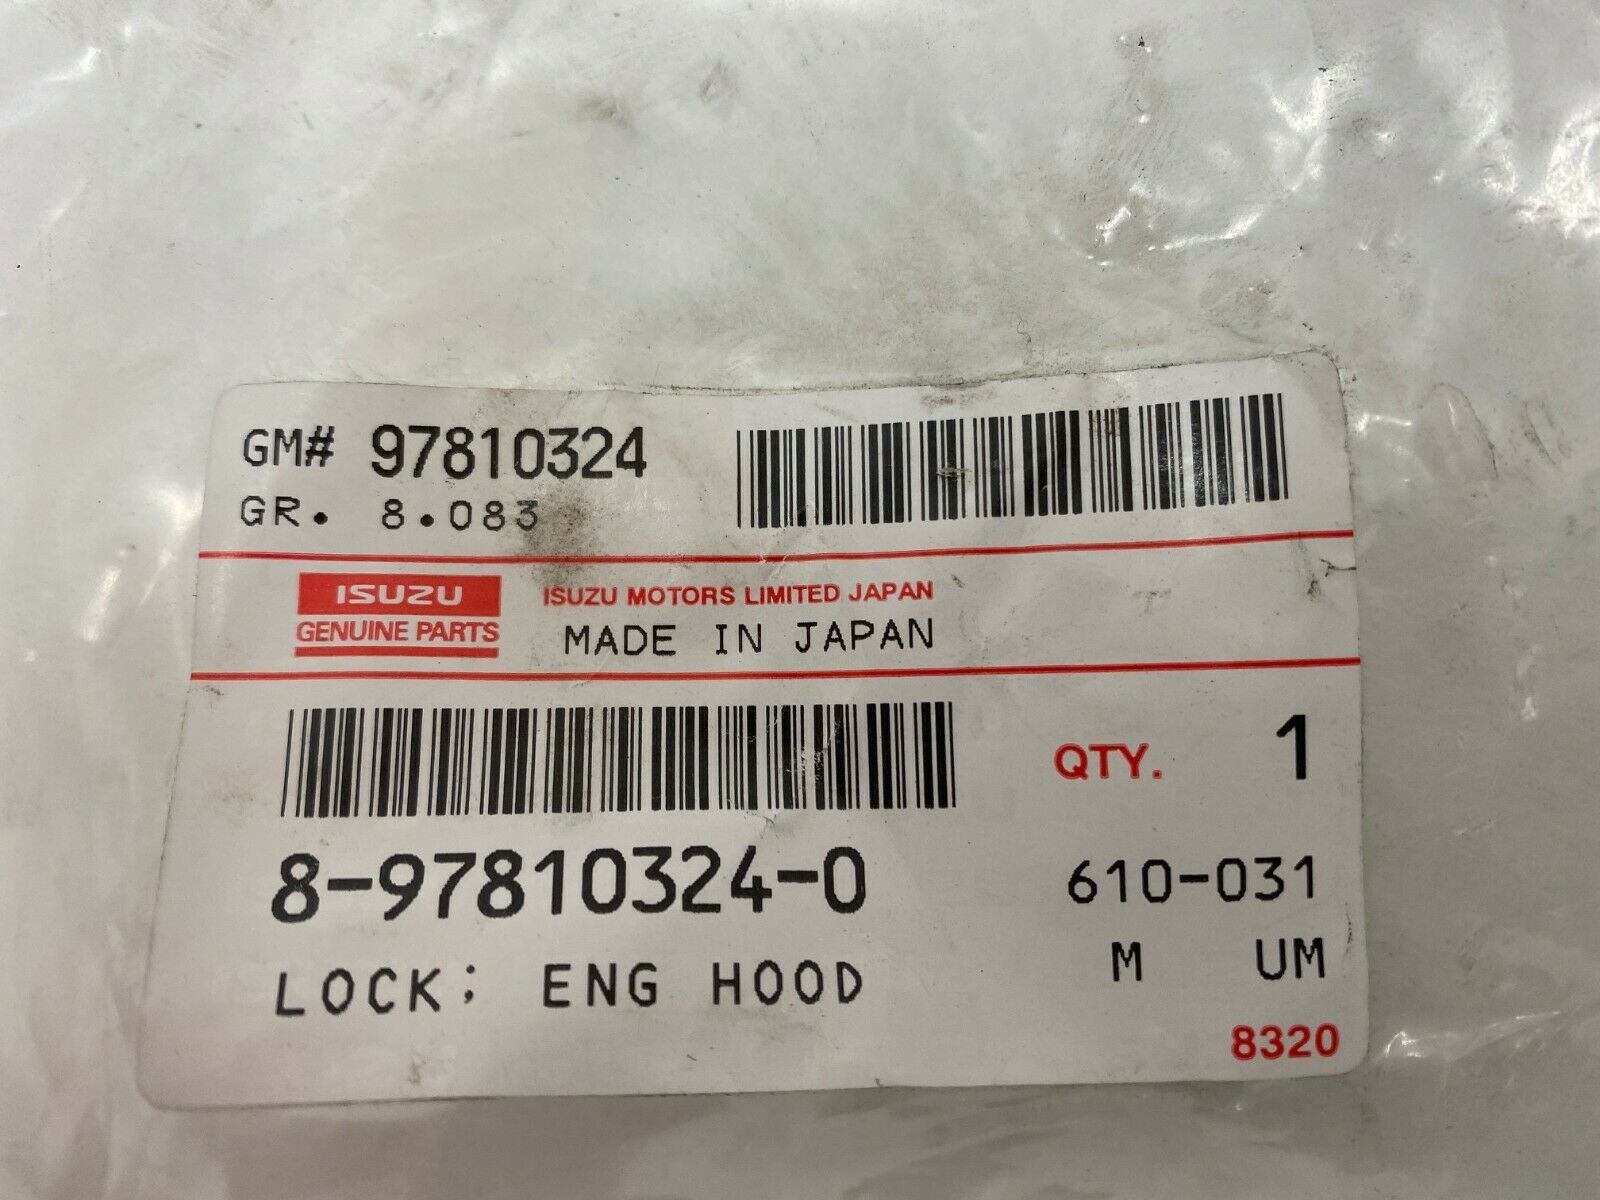 GM# 97810324
GR. 8.083
ISUZU
GENUINE PARTS
ISUZU MOTORS LIMITED JAPAN
MADE IN JAPAN
QTY. 1
8-97810324-0
610-031
LOCK; ENG HOOD
M UM
8320